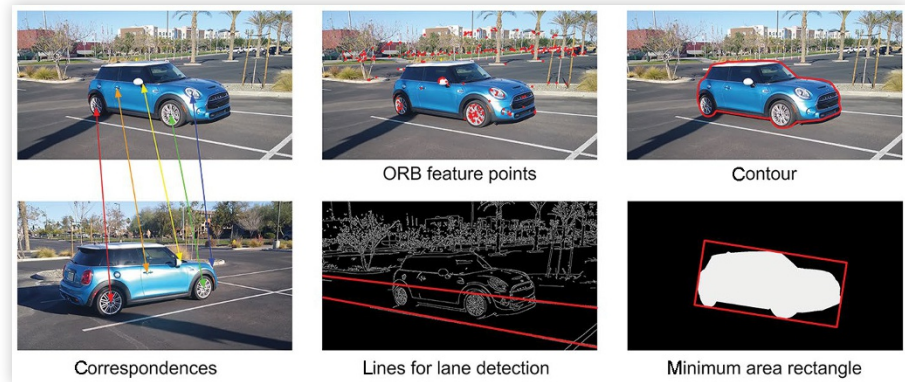 ORB feature points
Contour
Correspondences
Lines for lane detection
Minimum area rectangle